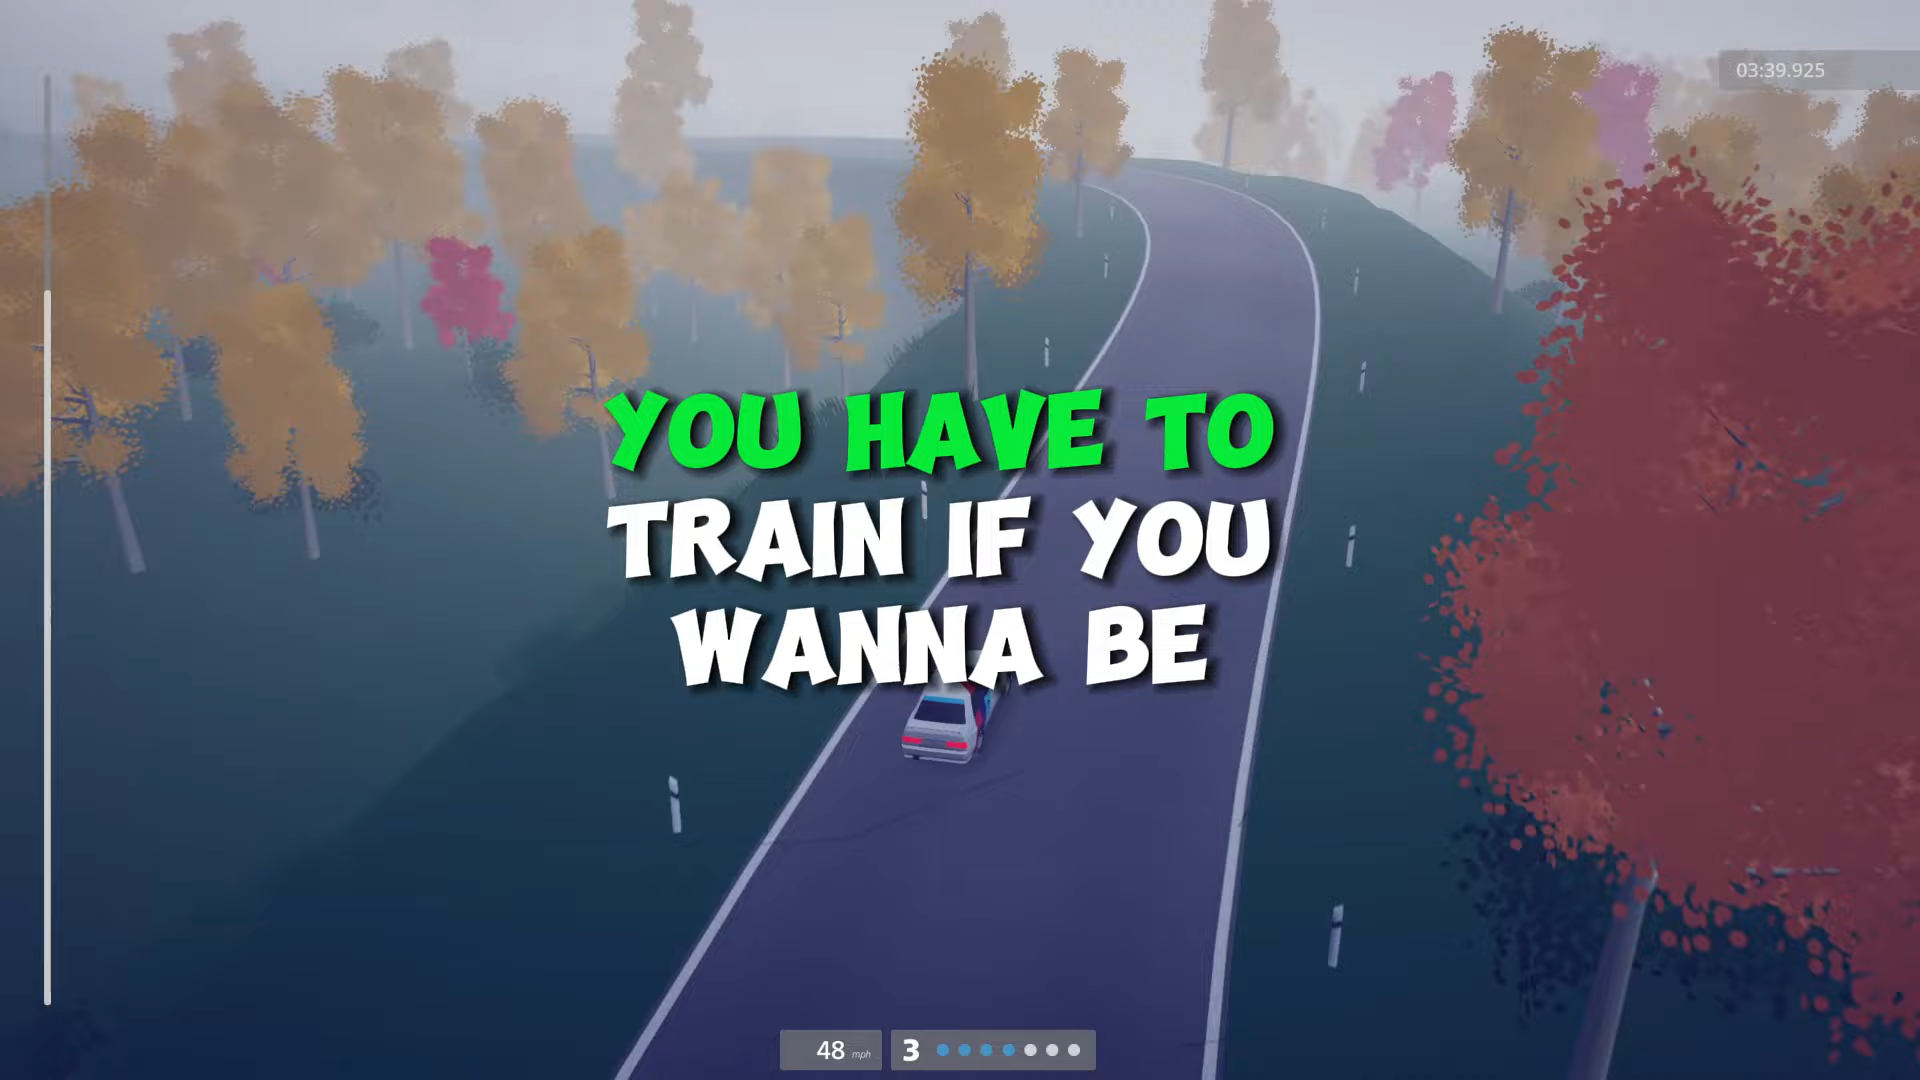 03:39.925
YOU HAVE TO
TRAIN IF YOU
WANNA BE
48 mph 3